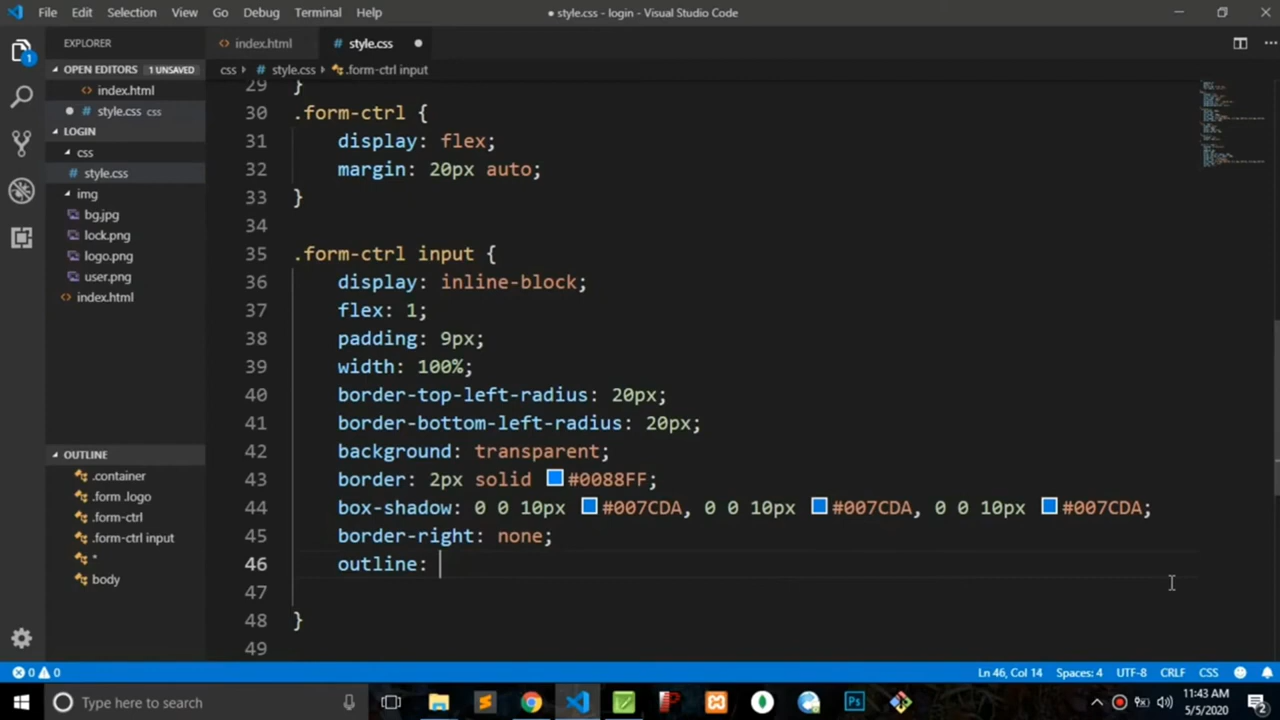 File Edit Selection View Go Debug Terminal Help ● style.css - login - Visual Studio Code
EXPLORER
OPEN EDITORS 1 UNSAVED
index.html
style.css css
LOGIN
css
style.css
img
bg.jpg
lock.png
logo.png
user.png
index.html
OUTLINE
.container
.form .logo
.form-ctrl
.form-ctrl input
*
body
index.html # style.css ●
css # style.css .form-ctrl input
29 }
30 .form-ctrl {
31 display: flex;
32 margin: 20px auto;
33 }
34
35 .form-ctrl input {
36 display: inline-block;
37 flex: 1;
38 padding: 9px;
39 width: 100%;
40 border-top-left-radius: 20px;
41 border-bottom-left-radius: 20px;
42 background: transparent;
43 border: 2px solid #0088FF;
44 box-shadow: 0 0 10px #007CDA, 0 0 10px #007CDA, 0 0 10px #007CDA;
45 border-right: none;
46 outline:
47
48 }
49
0 0 Ln 46, Col 14 Spaces: 4 UTF-8 CRLF CSS
Type here to search
11:43 AM
5/5/2020